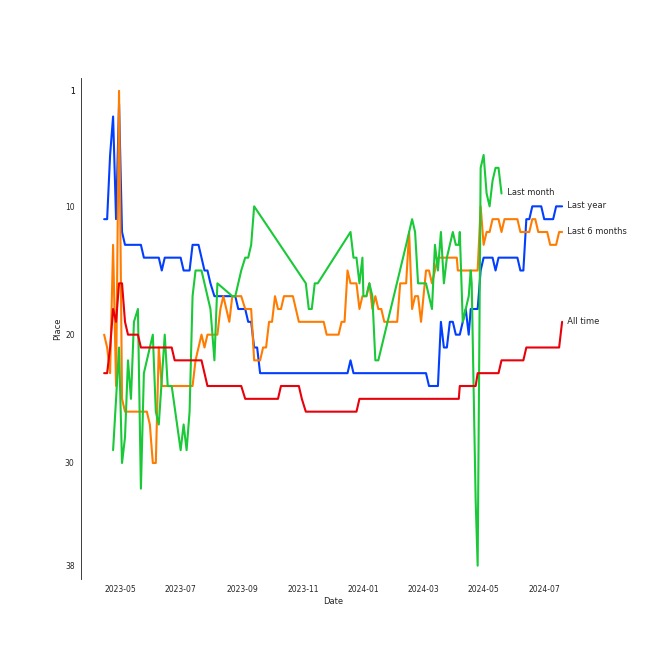 1
Last month
Last year
10
Last 6 months
All time
Place
20
30
38
2023-05 2023-07 2023-09 2023-11 2024-01 2024-03 2024-05 2024-07
Date